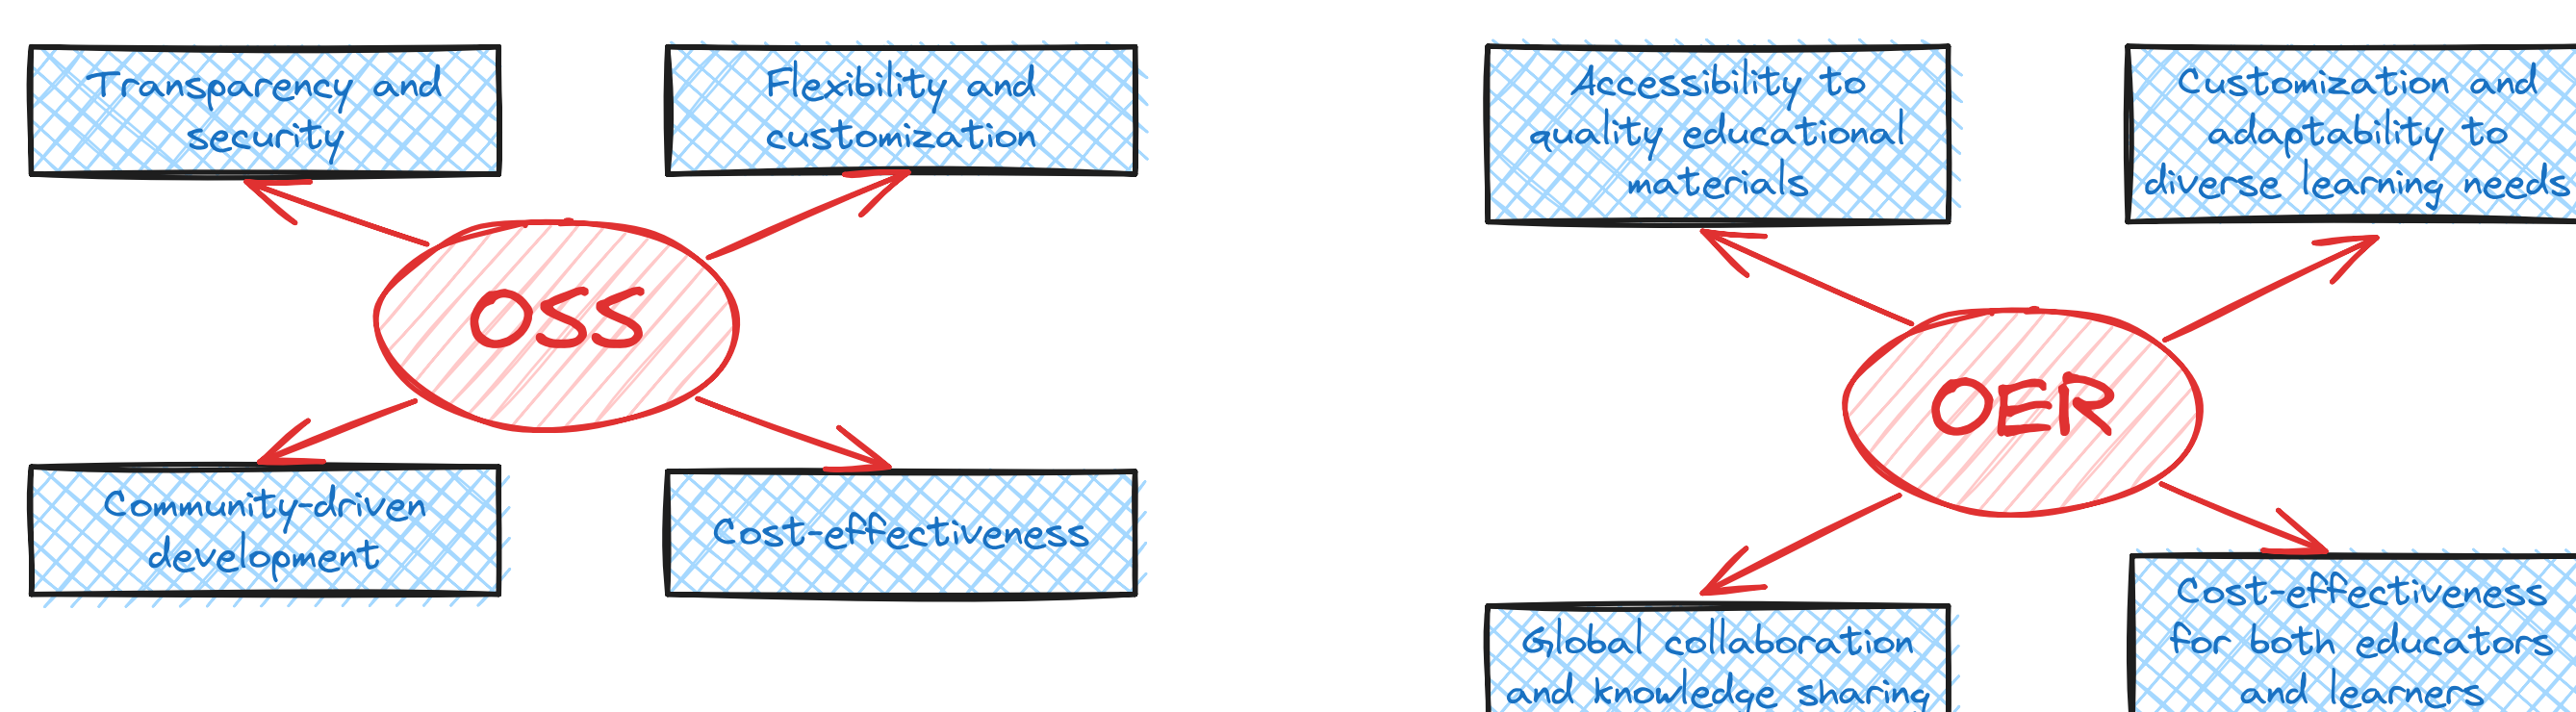 Transparency and
security
Flexibility and
customization
OSS
Community-driven
development
Cost-effectiveness
Accessibility to
quality educational
materials
Customization and
adaptability to
diverse learning needs
OER
Global collaboration
and knowledge sharing
Cost-effectiveness
for both educators
and learners